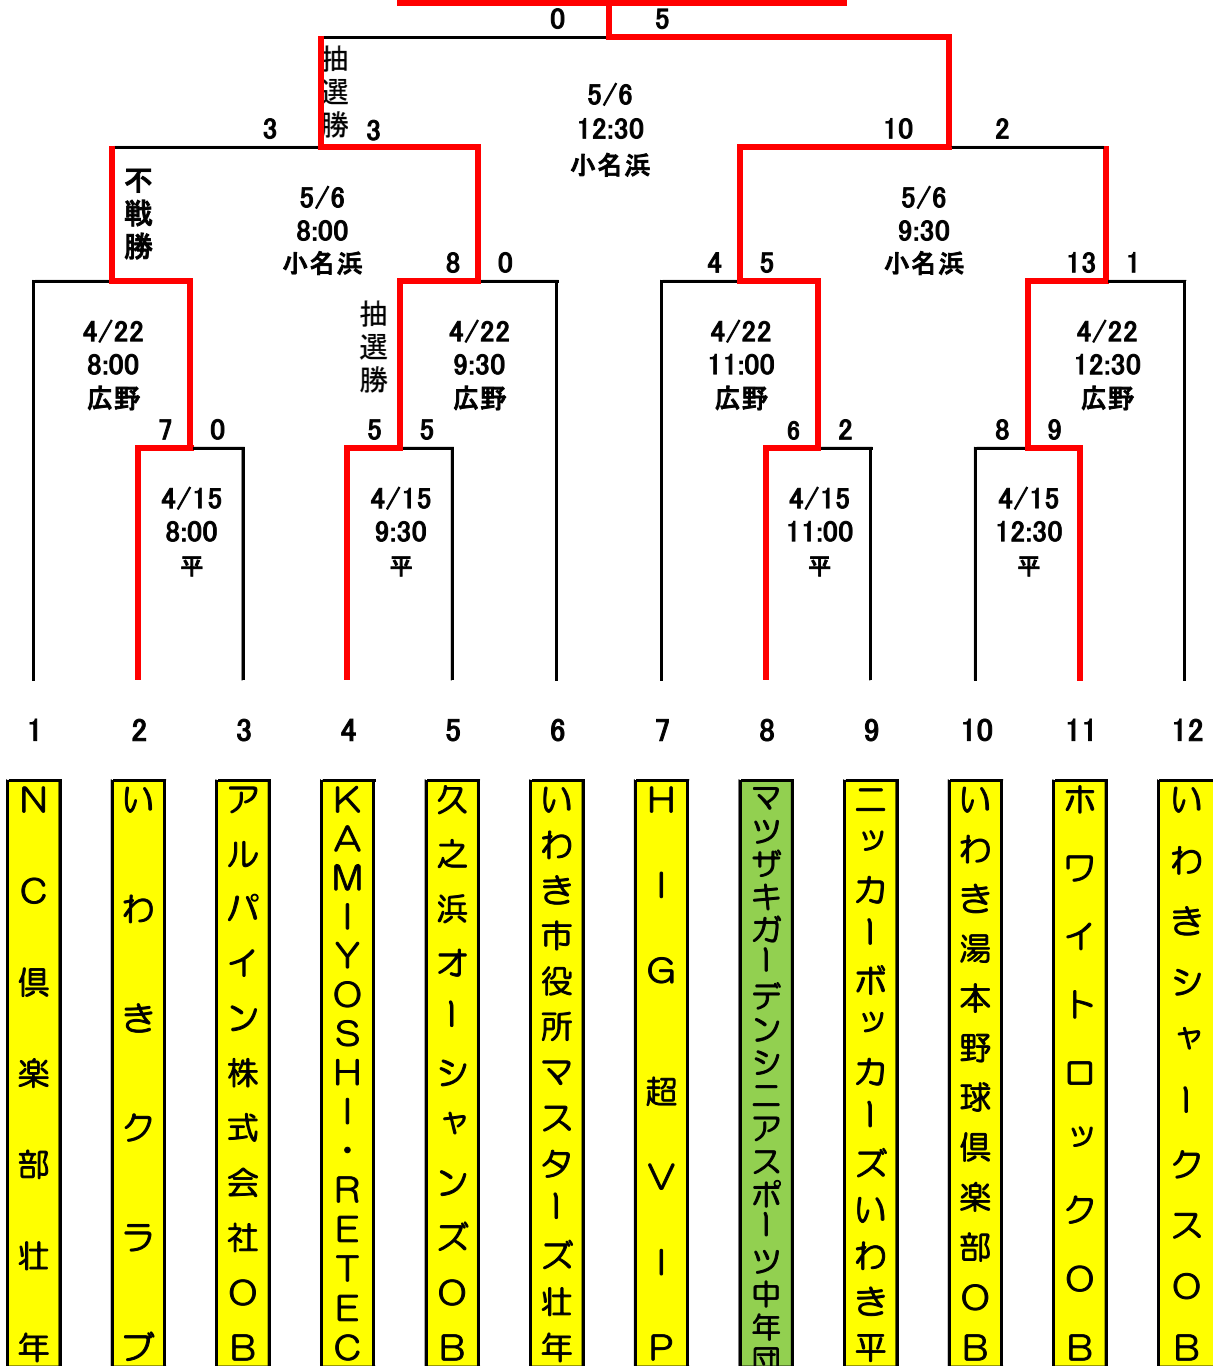 0 5
抽選勝
5/6
12:30
小名浜
3 3
10 2
不戦勝
5/6
8:00
小名浜
5/6
9:30
小名浜
8 0
4 5
13 1
4/22
8:00
広野
抽選勝
4/22
9:30
広野
4/22
11:00
広野
4/22
12:30
広野
7 0
5 5
6 2
8 9
4/15
8:00
平
4/15
9:30
平
4/15
11:00
平
4/15
12:30
平
1 2 3 4 5 6 7 8 9 10 11 12
NC倶楽部壮年
いわきクラブ
アルパイン株式会社OB
KAMIYOSHI・RETEC
久之浜オーシャンズOB
いわき市役所マスターズ壮年
HIG超VIP
マツザキガーデンシニアスポーツ中年団
ニッカーボッカーズいわき平
いわき湯本野球倶楽部OB
ホワイトロックOB
いわきシャークスOB